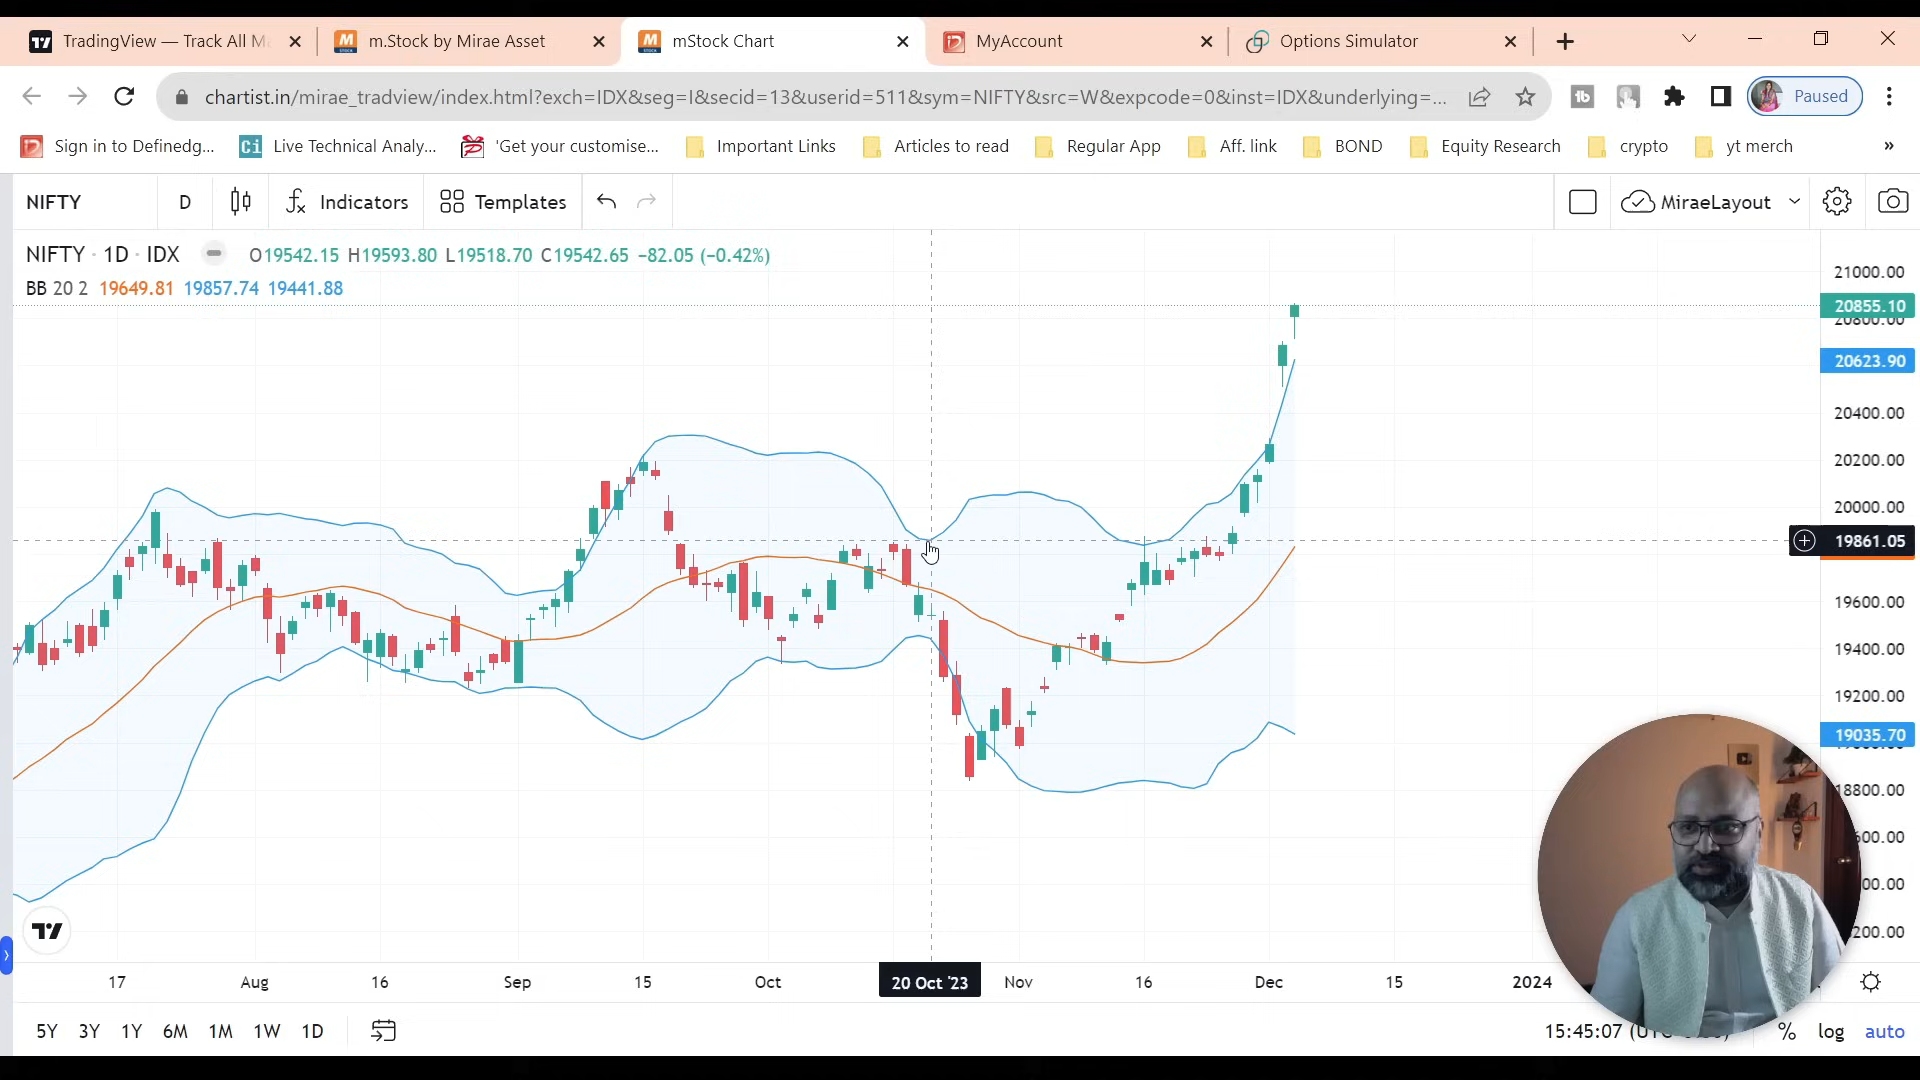 TradingView — Track All Ma
m.Stock by Mirae Asset
mStock Chart
MyAccount
Options Simulator
chartist.in/mirae_tradview/index.html?exch=IDX&seg=I&secid=13&userid=511&sym=NIFTY&src=W&expcode=0&inst=IDX&underlying=...
Paused
Sign in to Definedg...
Live Technical Analy...
'Get your customise...
Important Links
Articles to read
Regular App
Aff. link
BOND
Equity Research
crypto
yt merch
»
NIFTY
D
Indicators
Templates
MiraeLayout
NIFTY · 1D · IDX
O19542.15 H19593.80 L19518.70 C19542.65 −82.05 (−0.42%)
BB 20 2 19649.81 19857.74 19441.88
21000.00
20855.10
20800.00
20623.90
20400.00
20200.00
20000.00
19861.05
19600.00
19400.00
19200.00
19035.70
18800.00
17
Aug
16
Sep
15
Oct
20 Oct '23
Nov
16
Dec
15
2024
5Y 3Y 1Y 6M 1M 1W 1D
15:45:07
% log auto